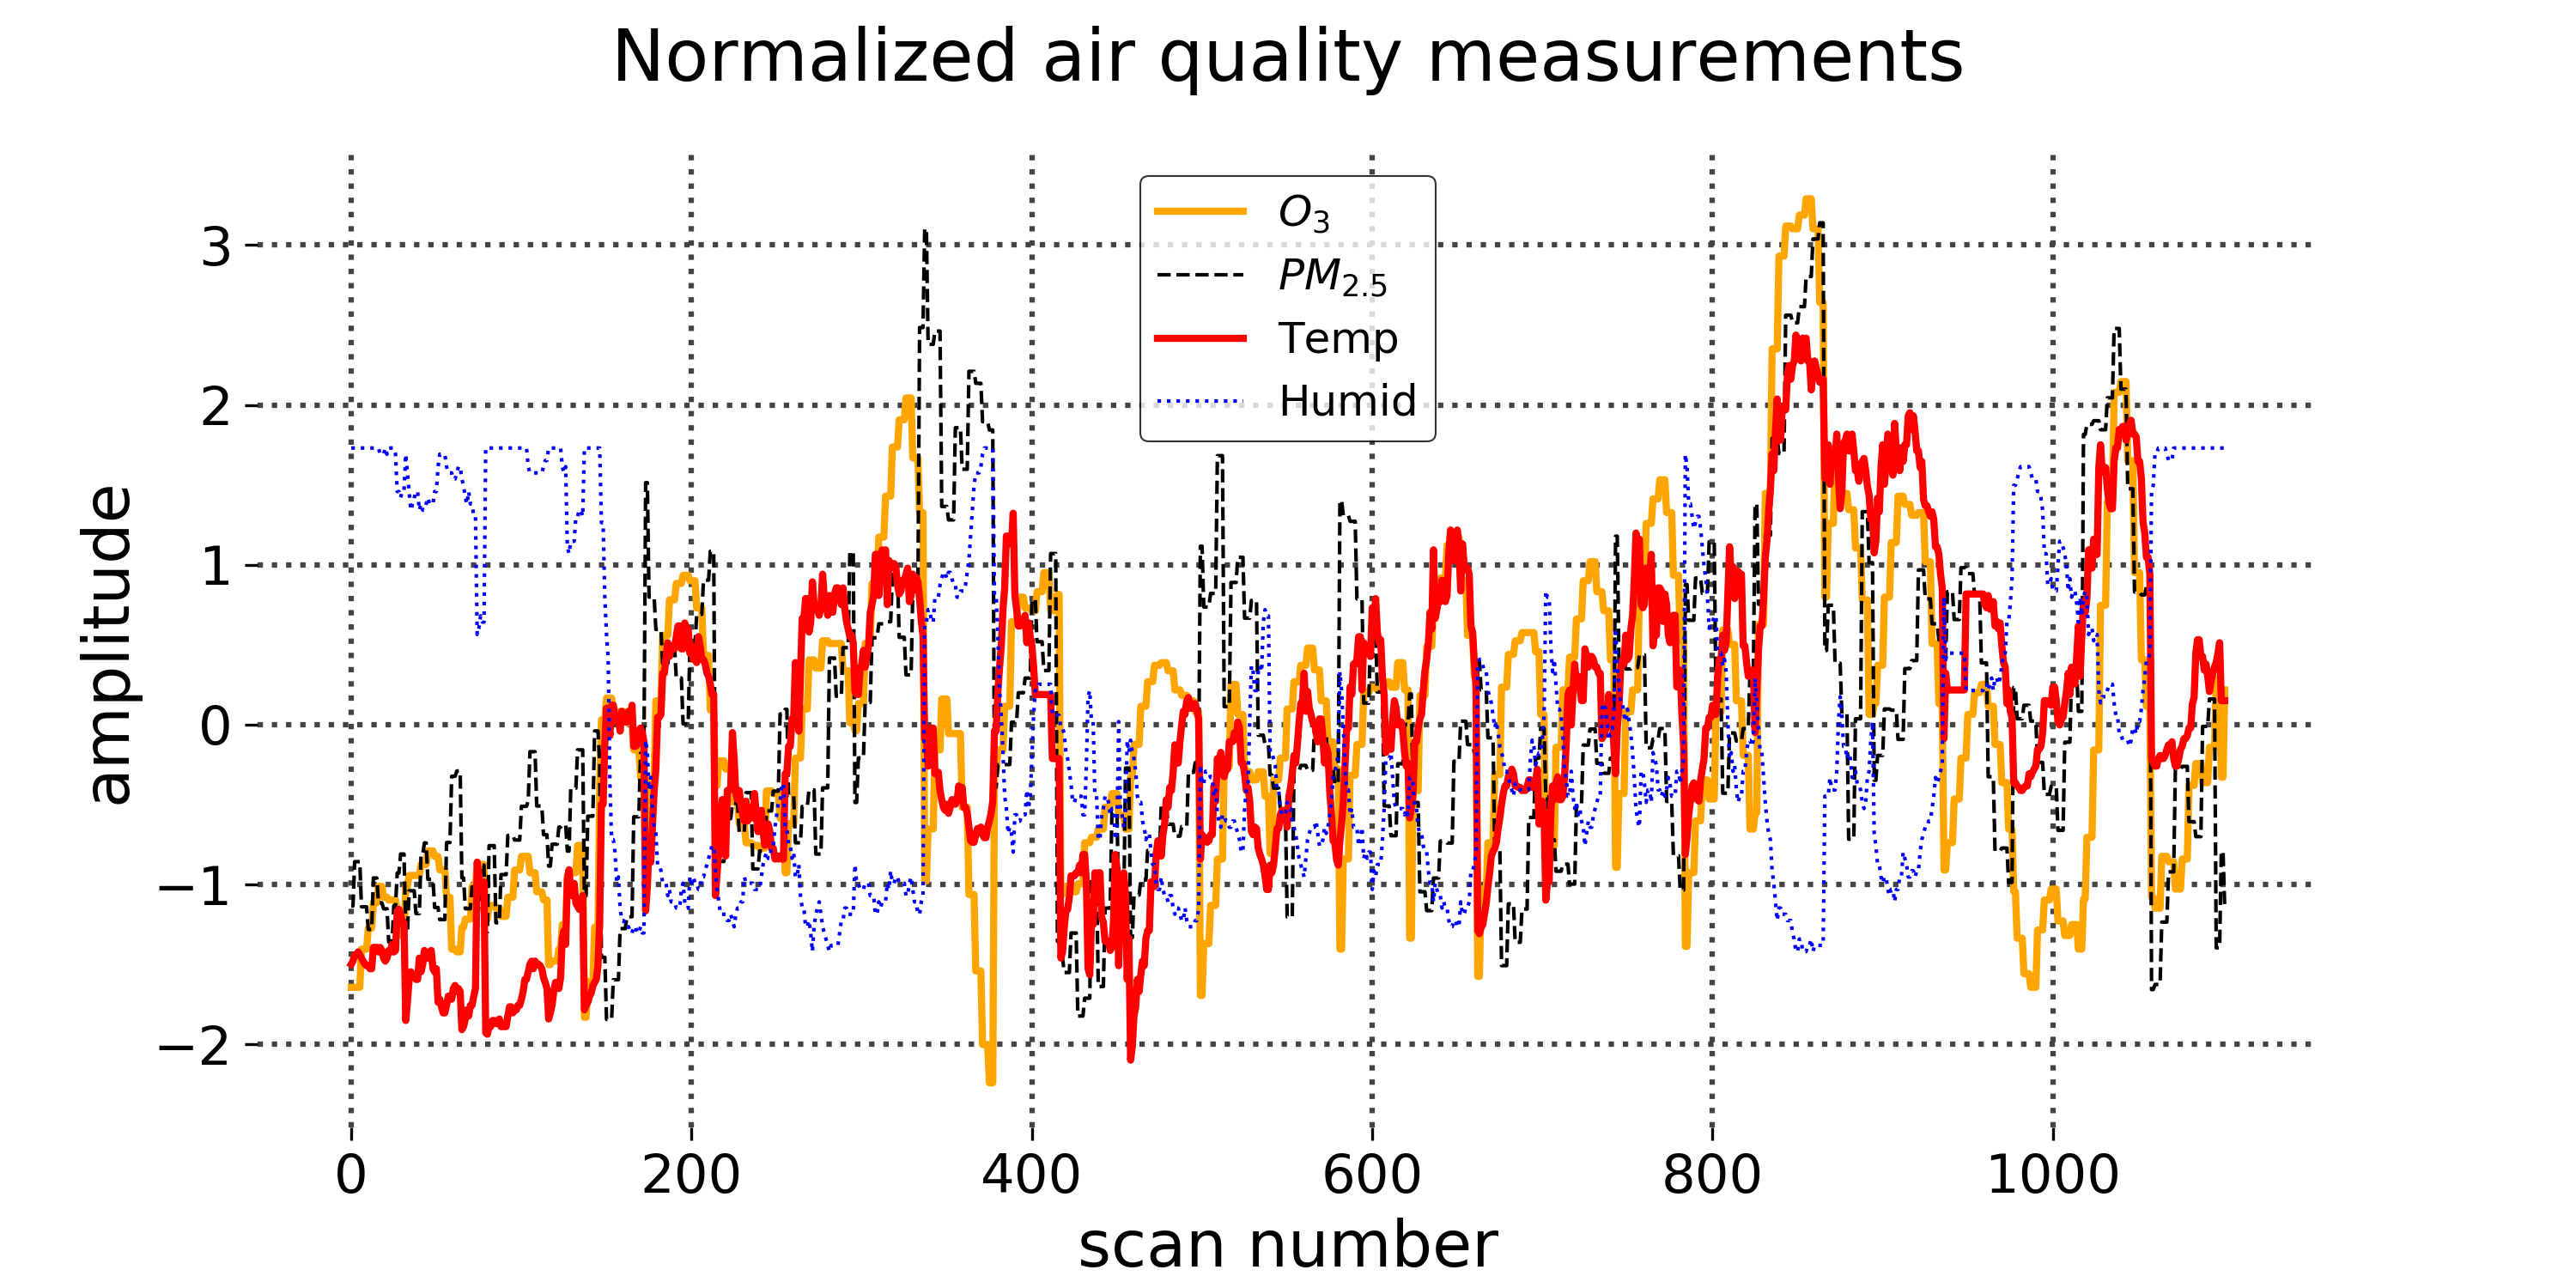 Normalized air quality measurements
O₃
PM₂.₅
Temp
Humid
3
2
1
0
−1
−2
amplitude
0 200 400 600 800 1000
scan number